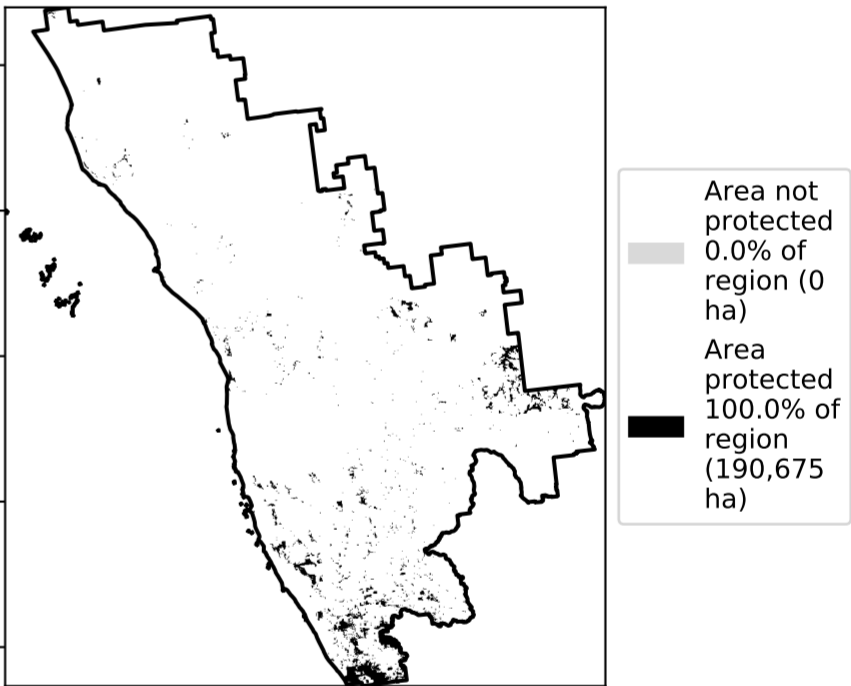 Area not
protected
0.0% of
region (0
ha)
Area
protected
100.0% of
region
(190,675
ha)